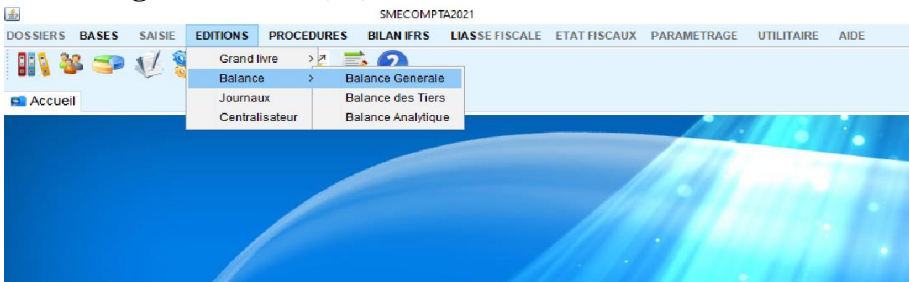 SMECOMPTA2021
DOSSIERS BASES SAISIE EDITIONS PROCEDURES BILAN IFRS LIASSE FISCALE ETAT FISCAUX PARAMETRAGE UTILITAIRE AIDE
Grand livre >
Balance > Balance Generale
Accueil Journaux Balance des Tiers
Centralisateur Balance Analytique